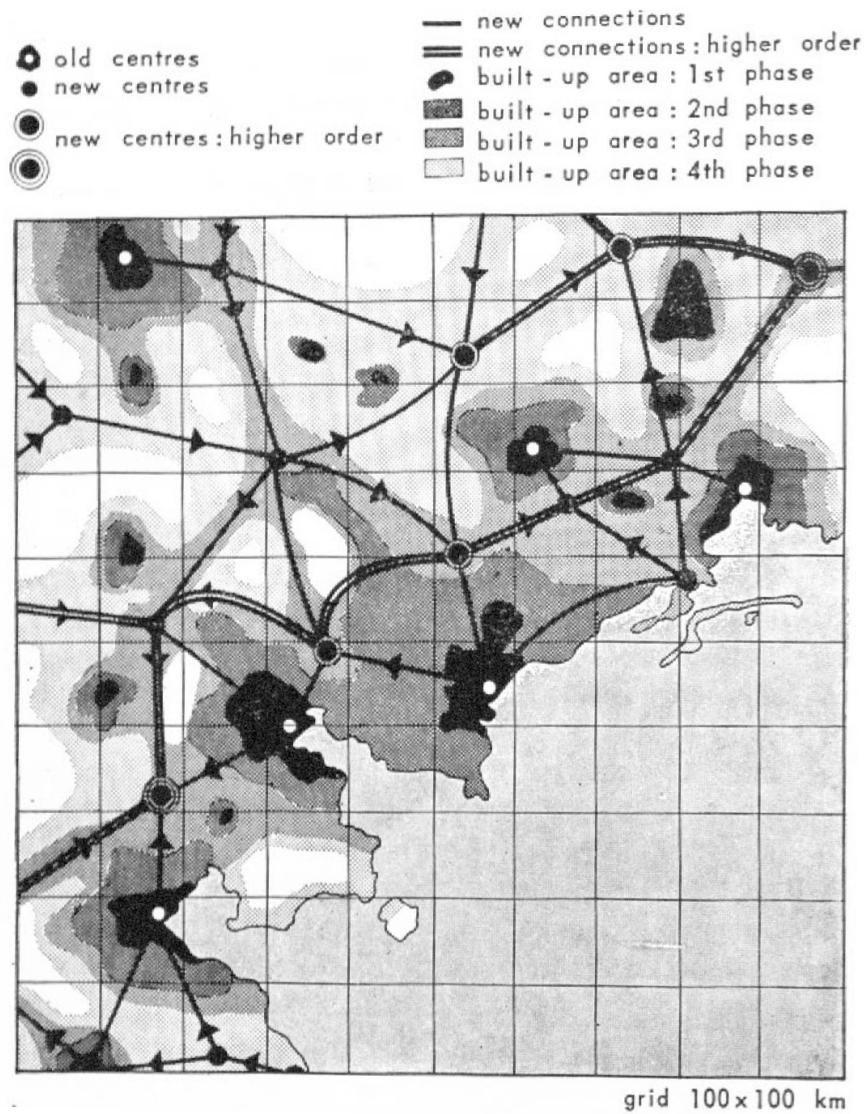 old centres
new centres
new centres : higher order
new connections
new connections : higher order
built - up area : 1st phase
built - up area : 2nd phase
built - up area : 3rd phase
built - up area : 4th phase
grid 100 x 100 km